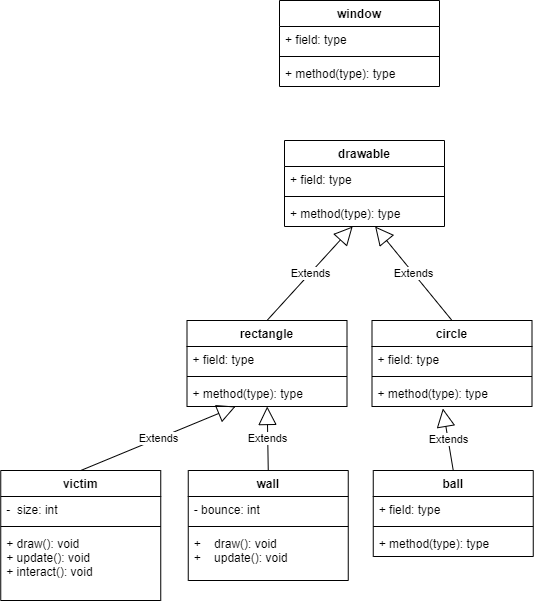 window
+ field: type
+ method(type): type
drawable
+ field: type
+ method(type): type
Extends
Extends
rectangle
+ field: type
+ method(type): type
circle
+ field: type
+ method(type): type
Extends
Extends
Extends
victim
- size: int
+ draw(): void
+ update(): void
+ interact(): void
wall
- bounce: int
+ draw(): void
+ update(): void
ball
+ field: type
+ method(type): type